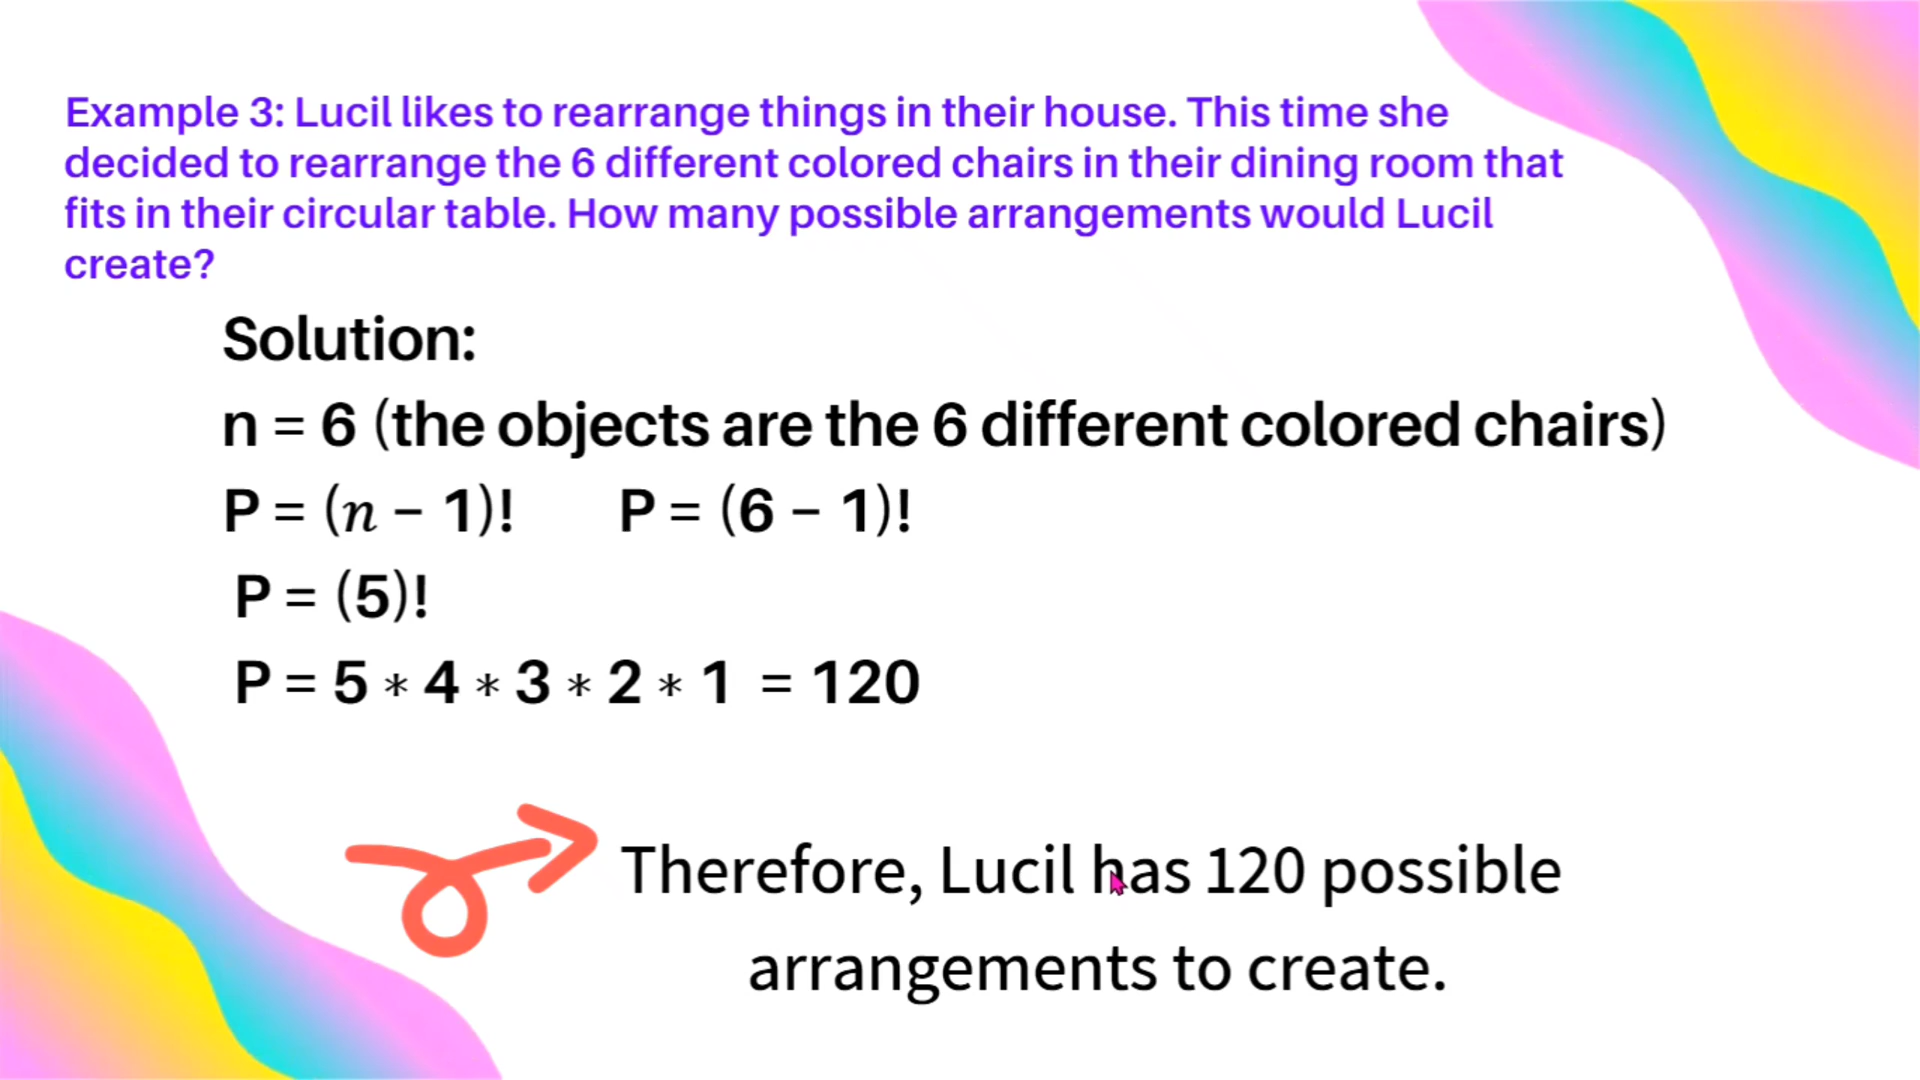 Example 3: Lucil likes to rearrange things in their house. This time she
decided to rearrange the 6 different colored chairs in their dining room that
fits in their circular table. How many possible arrangements would Lucil
create?
Solution:
n = 6 (the objects are the 6 different colored chairs)
P = (n − 1)! P = (6 − 1)!
P = (5)!
P = 5 * 4 * 3 * 2 * 1 = 120
Therefore, Lucil has 120 possible
arrangements to create.